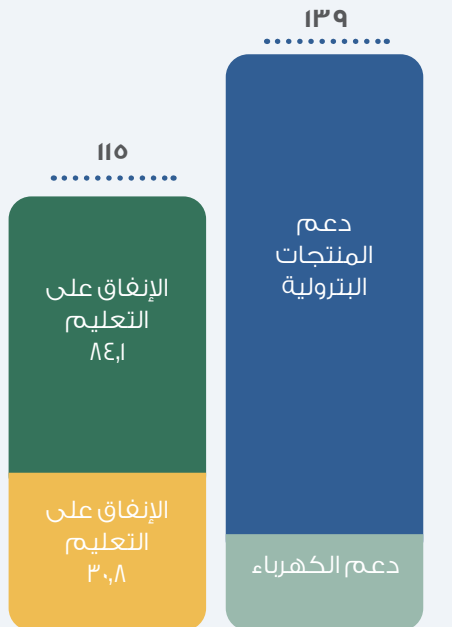 ١٣٩
دعم
المنتجات
البترولية
دعم الكهرباء
١١٥
الإنفاق على
التعليم
٨٤,١
الإنفاق على
التعليم
٣٠,٨